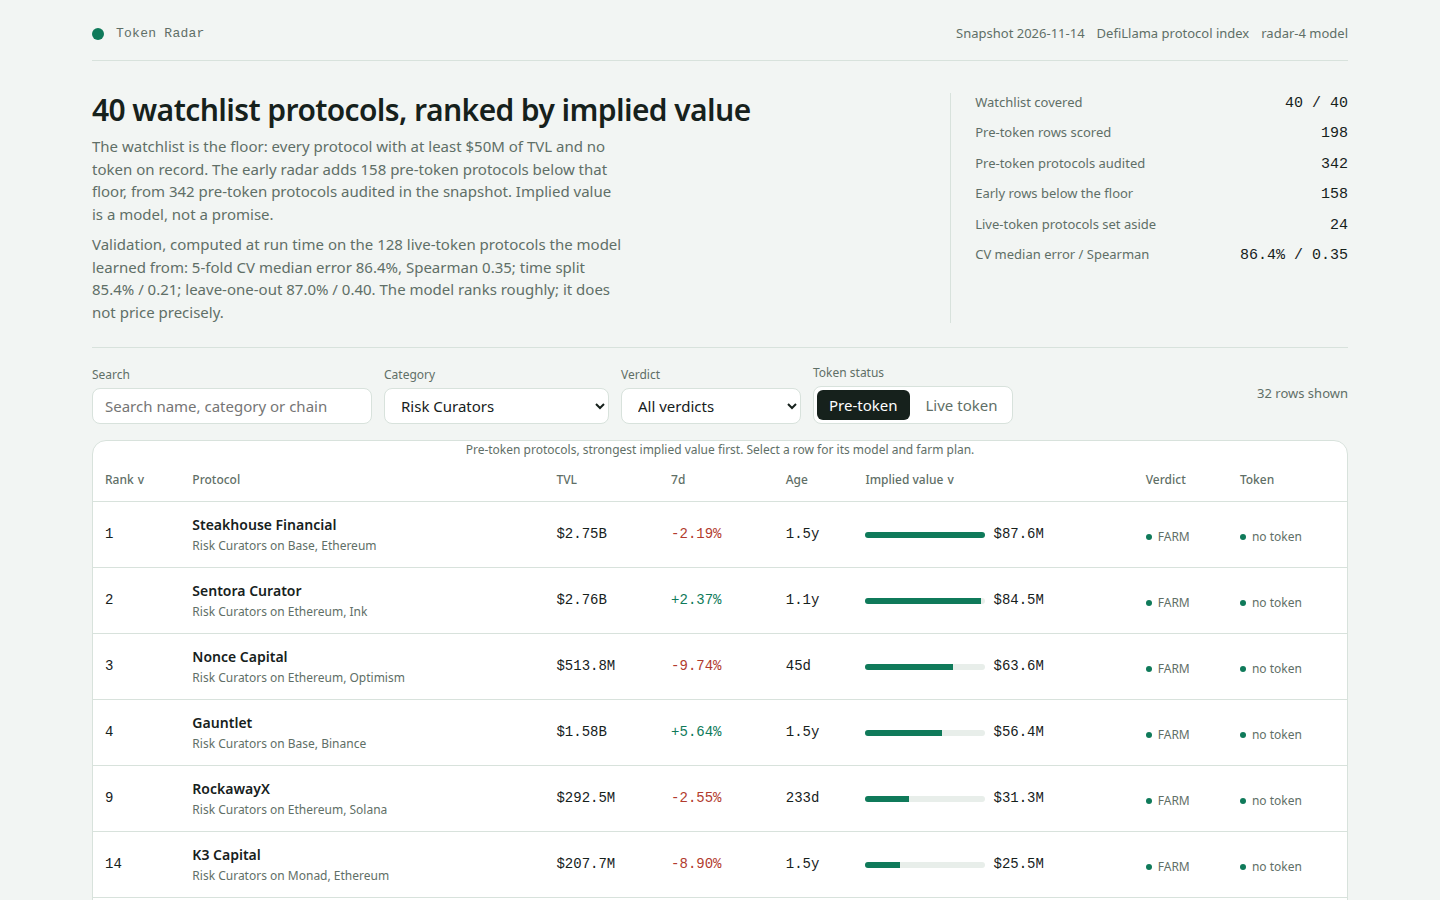 Token Radar
Snapshot 2026-11-14 DefiLlama protocol index radar-4 model
40 watchlist protocols, ranked by implied value
The watchlist is the floor: every protocol with at least $50M of TVL and no
token on record. The early radar adds 158 pre-token protocols below that
floor, from 342 pre-token protocols audited in the snapshot. Implied value
is a model, not a promise.
Validation, computed at run time on the 128 live-token protocols the model
learned from: 5-fold CV median error 86.4%, Spearman 0.35; time split
85.4% / 0.21; leave-one-out 87.0% / 0.40. The model ranks roughly; it does
not price precisely.
Watchlist covered 40 / 40
Pre-token rows scored 198
Pre-token protocols audited 342
Early rows below the floor 158
Live-token protocols set aside 24
CV median error / Spearman 86.4% / 0.35
Search Category Verdict Token status
Search name, category or chain Risk Curators All verdicts Pre-token Live token
32 rows shown
Pre-token protocols, strongest implied value first. Select a row for its model and farm plan.
Rank v Protocol TVL 7d Age Implied value v Verdict Token
1 Steakhouse Financial $2.75B -2.19% 1.5y $87.6M FARM no token
Risk Curators on Base, Ethereum
2 Sentora Curator $2.76B +2.37% 1.1y $84.5M FARM no token
Risk Curators on Ethereum, Ink
3 Nonce Capital $513.8M -9.74% 45d $63.6M FARM no token
Risk Curators on Ethereum, Optimism
4 Gauntlet $1.58B +5.64% 1.5y $56.4M FARM no token
Risk Curators on Base, Binance
9 RockawayX $292.5M -2.55% 233d $31.3M FARM no token
Risk Curators on Ethereum, Solana
14 K3 Capital $207.7M -8.90% 1.5y $25.5M FARM no token
Risk Curators on Monad, Ethereum